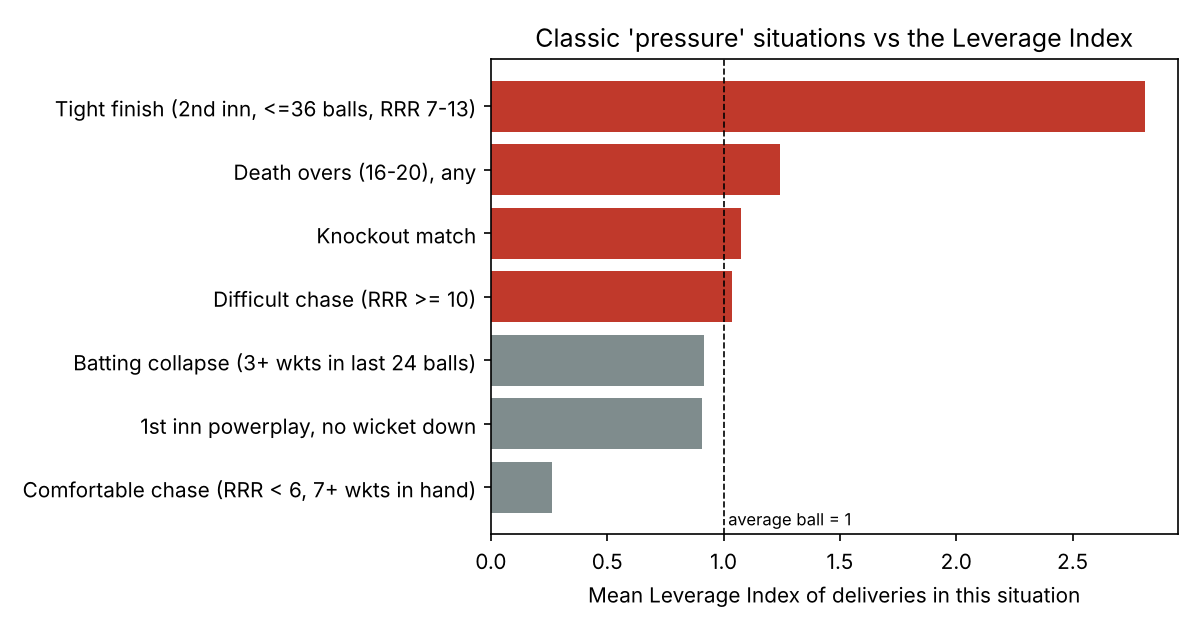 Classic 'pressure' situations vs the Leverage Index
Tight finish (2nd inn, <=36 balls, RRR 7-13)
Death overs (16-20), any
Knockout match
Difficult chase (RRR >= 10)
Batting collapse (3+ wkts in last 24 balls)
1st inn powerplay, no wicket down
Comfortable chase (RRR < 6, 7+ wkts in hand)
average ball = 1
0.0 0.5 1.0 1.5 2.0 2.5
Mean Leverage Index of deliveries in this situation